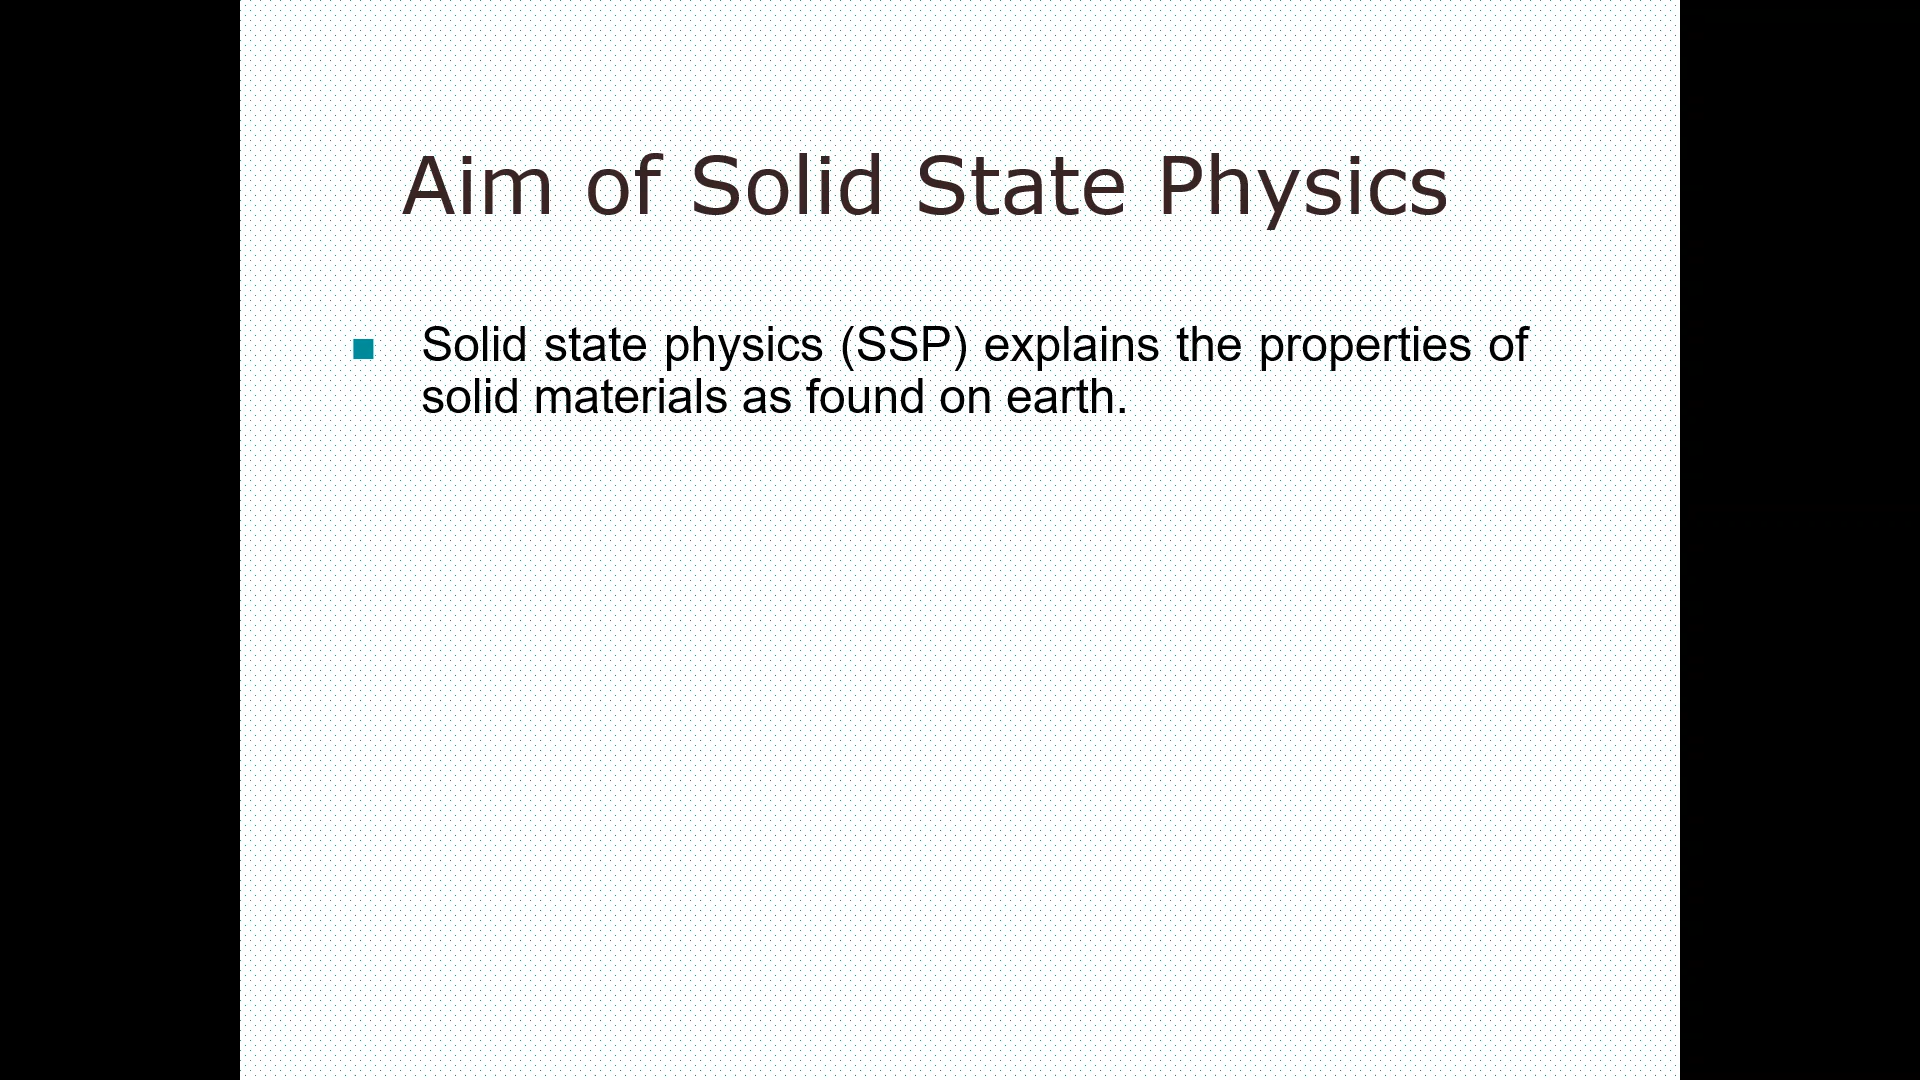 Aim of Solid State Physics
Solid state physics (SSP) explains the properties of
solid materials as found on earth.